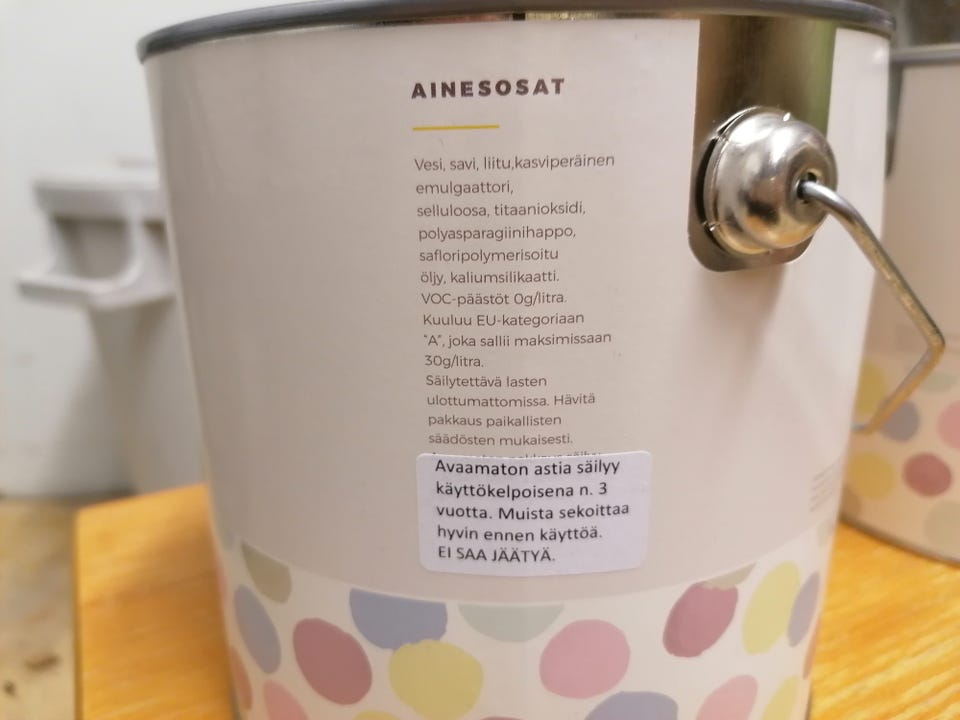 AINESOSAT
Vesi, savi, liitu,kasviperäinen
emulgaattori,
selluloosa, titaanioksidi,
polyasparagiinihappo,
safloripolymerisoitu
öljy, kaliumsilikaatti.
VOC-päästöt 0g/litra.
Kuuluu EU-kategoriaan
"A", joka sallii maksimissaan
30g/litra.
Säilytettävä lasten
ulottumattomissa. Hävitä
pakkaus paikallisten
säädösten mukaisesti.
Avaamaton astia säilyy
käyttökelpoisena n. 3
vuotta. Muista sekoittaa
hyvin ennen käyttöä.
EI SAA JÄÄTYÄ.